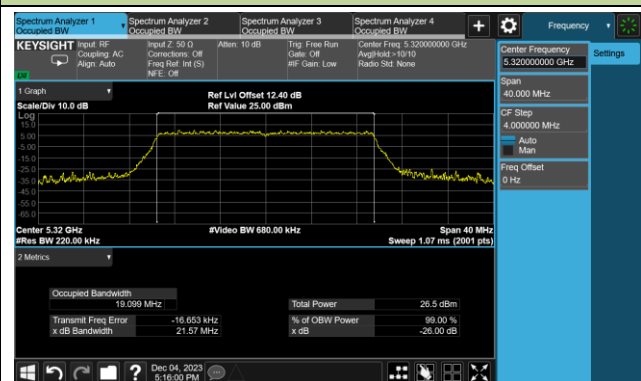 Spectrum Analyzer 1
Occupied BW
Spectrum Analyzer 2
Occupied BW
Spectrum Analyzer 3
Occupied BW
Spectrum Analyzer 4
Occupied BW
+
Frequency
KEYSIGHT
Input: RF
Coupling: AC
Align: Auto
Input Z: 50 Ω
Corrections: Off
Freq Ref: Int (S)
NFE: Off
Atten: 10 dB
Trig: Free Run
Gate: Off
#IF Gain: Low
Center Freq: 5.320000000 GHz
Avg|Hold:>10/10
Radio Std: None
Center Frequency
5.320000000 GHz
Settings
Span
40.000 MHz
CF Step
4.000000 MHz
Auto
Man
Freq Offset
0 Hz
1 Graph
Scale/Div 10.0 dB
Ref Lvl Offset 12.40 dB
Ref Value 25.00 dBm
Log
15.0
5.00
-5.00
-15.0
-25.0
-35.0
-45.0
-55.0
-65.0
Center 5.32 GHz
#Res BW 220.00 kHz
#Video BW 680.00 kHz
Span 40 MHz
Sweep 1.07 ms (2001 pts)
2 Metrics
Occupied Bandwidth
19.099 MHz
Total Power 26.5 dBm
Transmit Freq Error -16.653 kHz
% of OBW Power 99.00 %
x dB Bandwidth 21.57 MHz
x dB -26.00 dB
?
Dec 04, 2023
5:16:00 PM